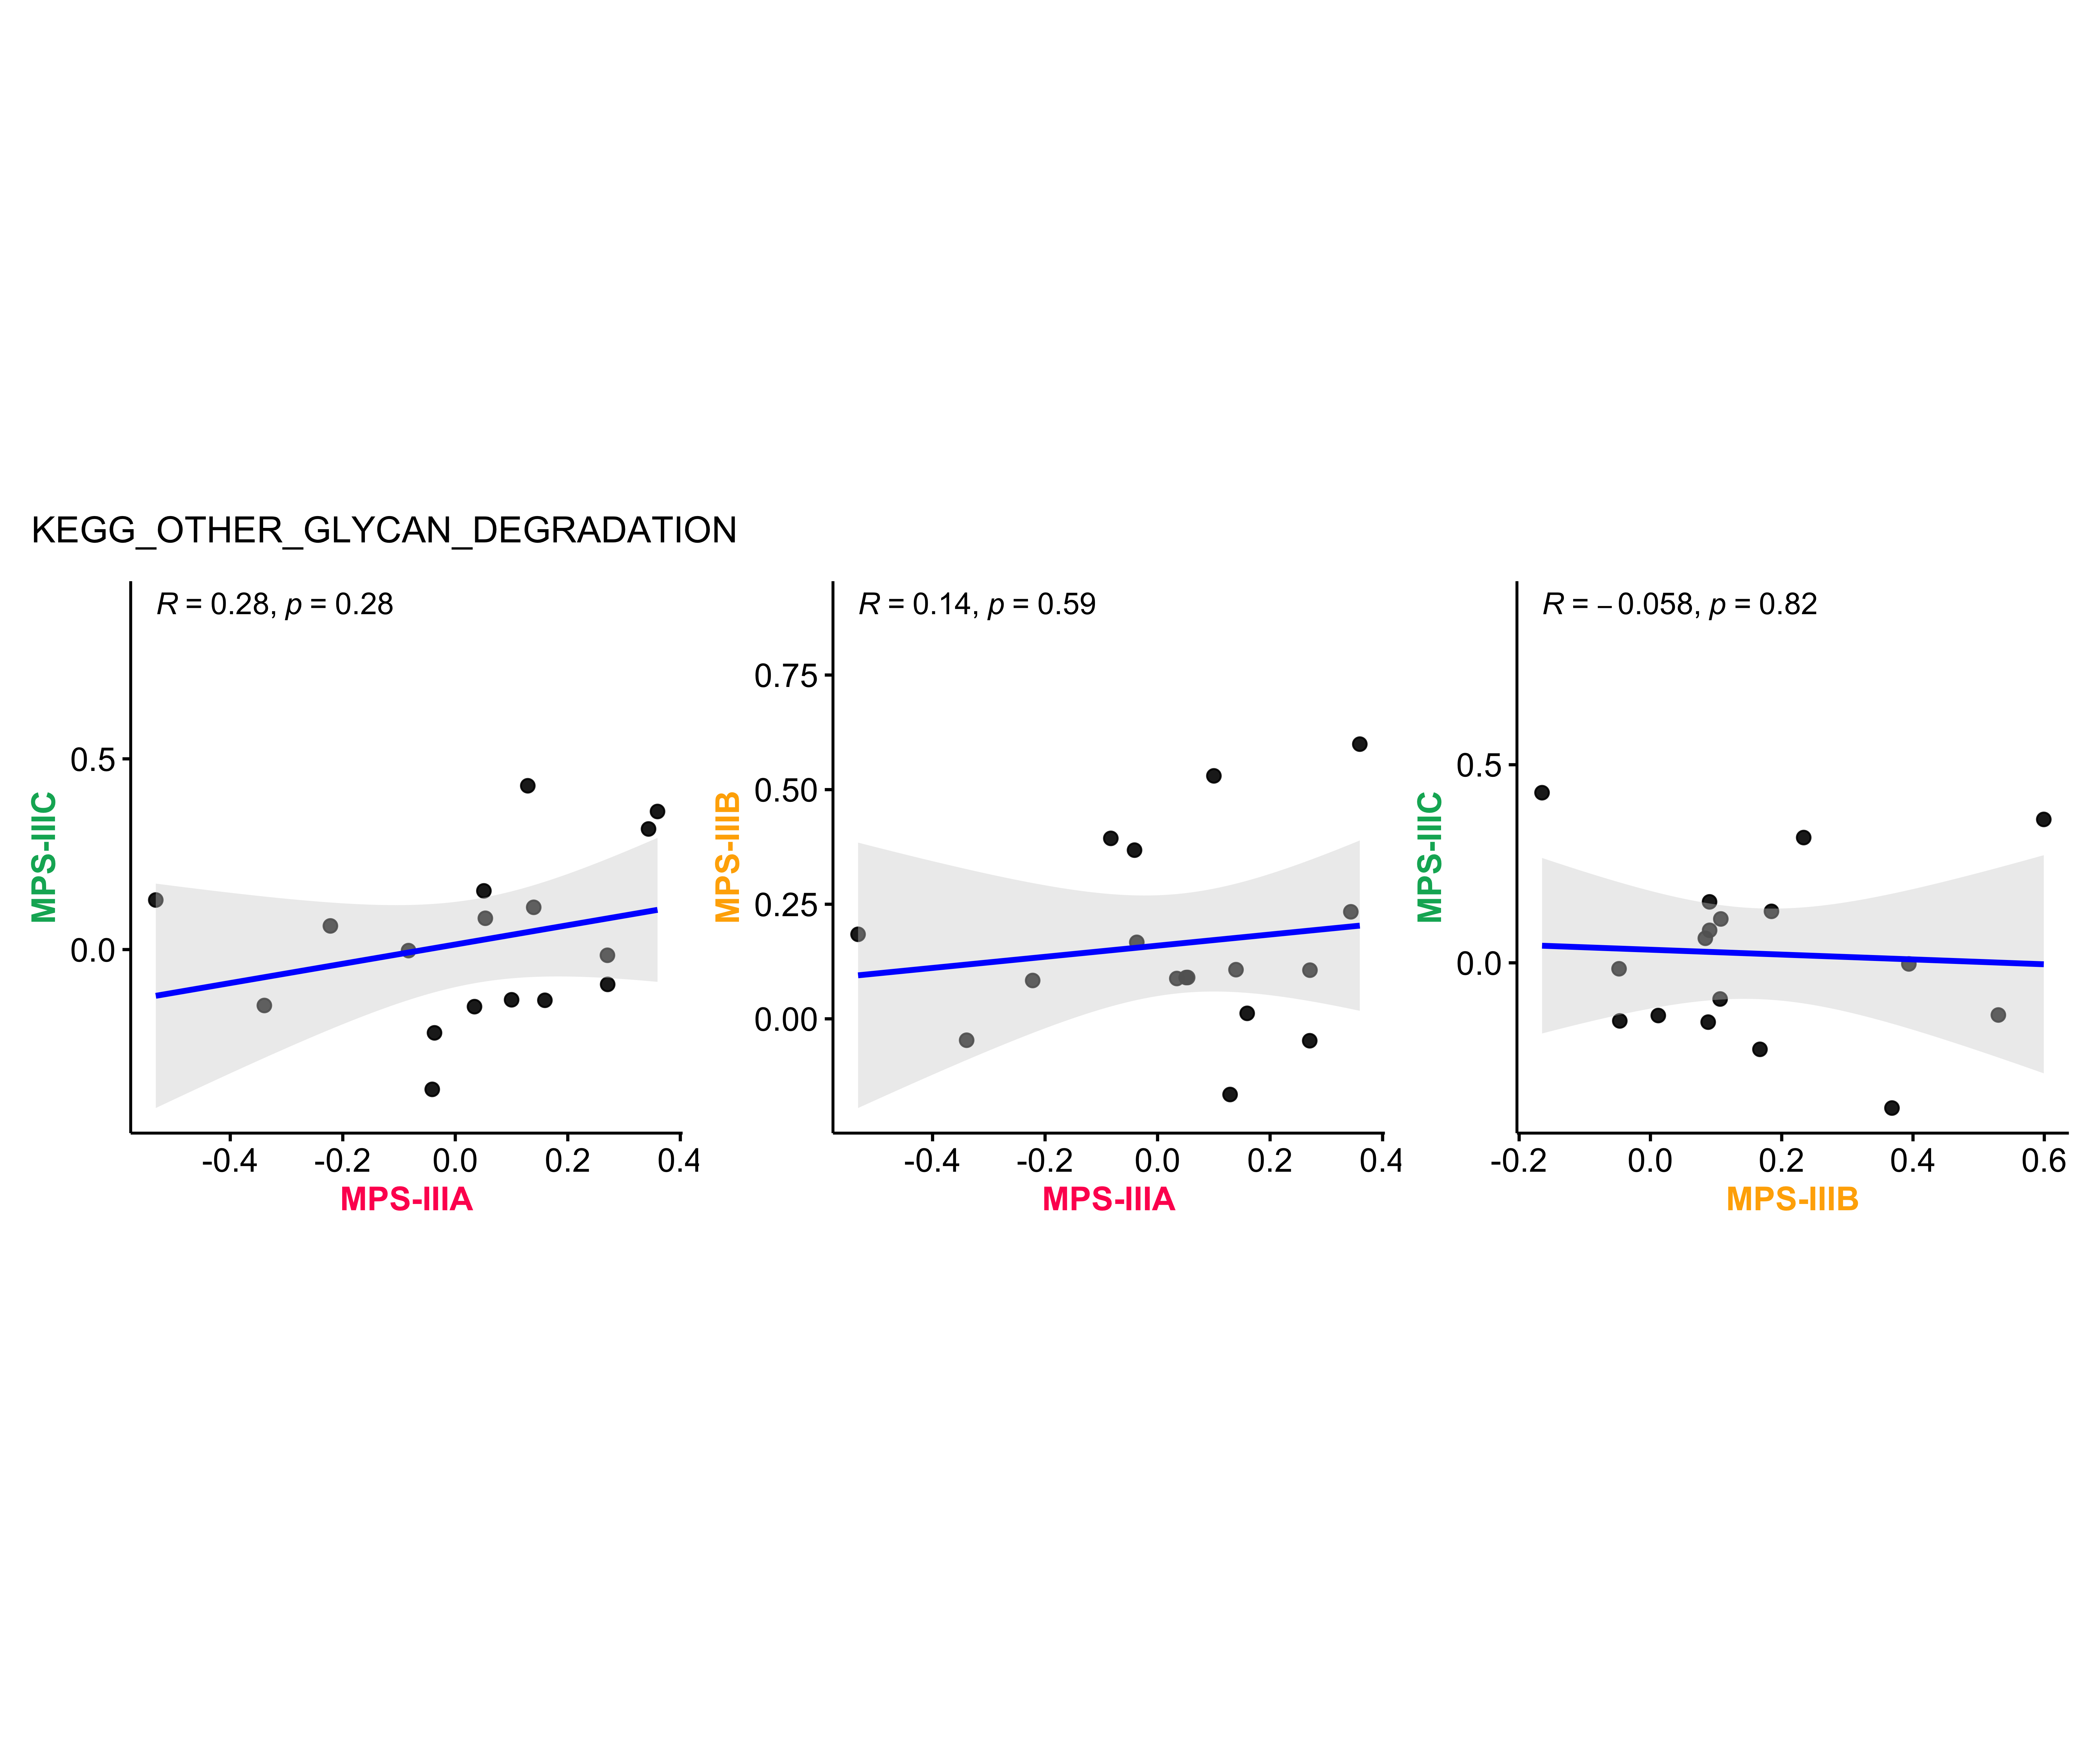 KEGG_OTHER_GLYCAN_DEGRADATION
R = 0.28, p = 0.28
0.5
0.0
MPS-IIIC
-0.4 -0.2 0.0 0.2 0.4
MPS-IIIA
R = 0.14, p = 0.59
0.75
0.50
0.25
0.00
MPS-IIIB
-0.4 -0.2 0.0 0.2 0.4
MPS-IIIA
R = −0.058, p = 0.82
0.5
0.0
MPS-IIIC
-0.2 0.0 0.2 0.4 0.6
MPS-IIIB